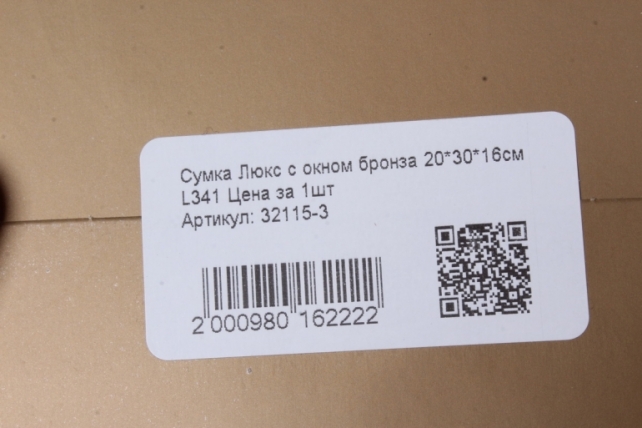 Сумка Люкс с окном бронза 20*30*16см
L341 Цена за 1шт
Артикул: 32115-3
2 000980 162222